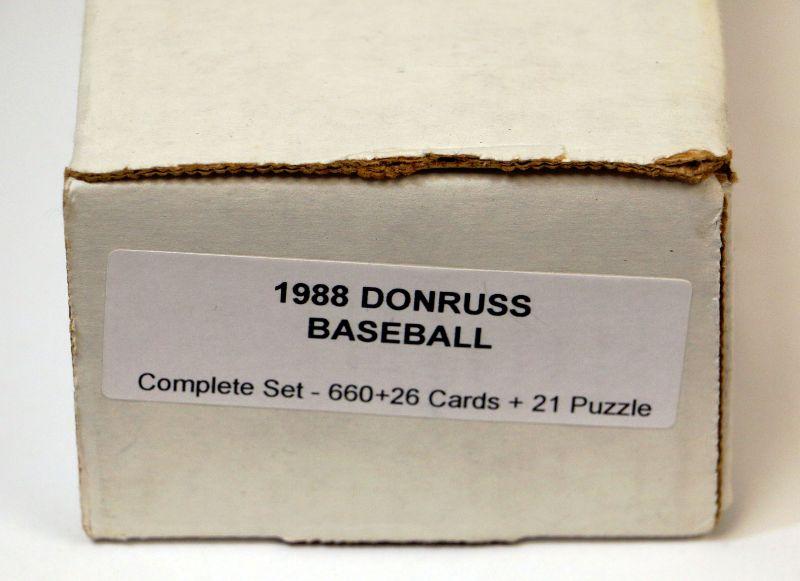 1988 DONRUSS
BASEBALL
Complete Set - 660+26 Cards + 21 Puzzle